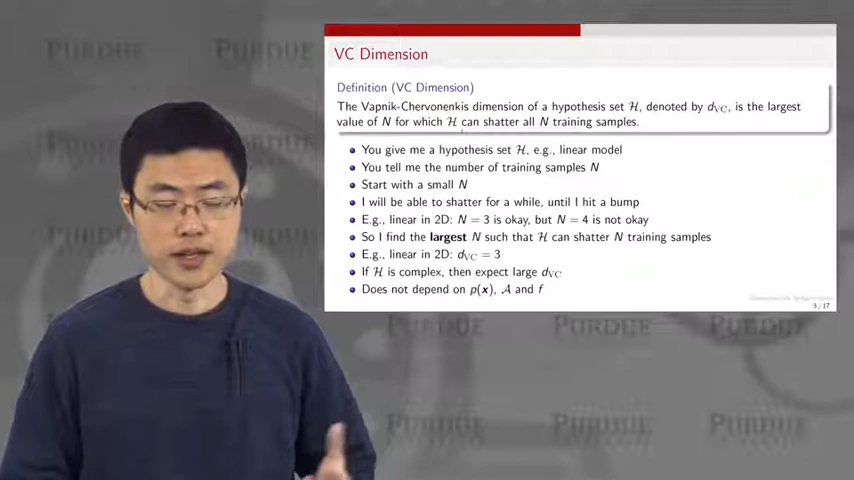 PURDUE
PURDUE
VC Dimension
Definition (VC Dimension)
The Vapnik-Chervonenkis dimension of a hypothesis set ℋ, denoted by d_VC, is the largest
value of N for which ℋ can shatter all N training samples.
You give me a hypothesis set ℋ, e.g., linear model
You tell me the number of training samples N
Start with a small N
I will be able to shatter for a while, until I hit a bump
E.g., linear in 2D: N = 3 is okay, but N = 4 is not okay
So I find the largest N such that ℋ can shatter N training samples
E.g., linear in 2D: d_VC = 3
If ℋ is complex, then expect large d_VC
Does not depend on p(x), 𝒜 and f
3 / 17
PURDUE
PURDUE
PURDUE
PURDUE
PURDUE
PURDUE